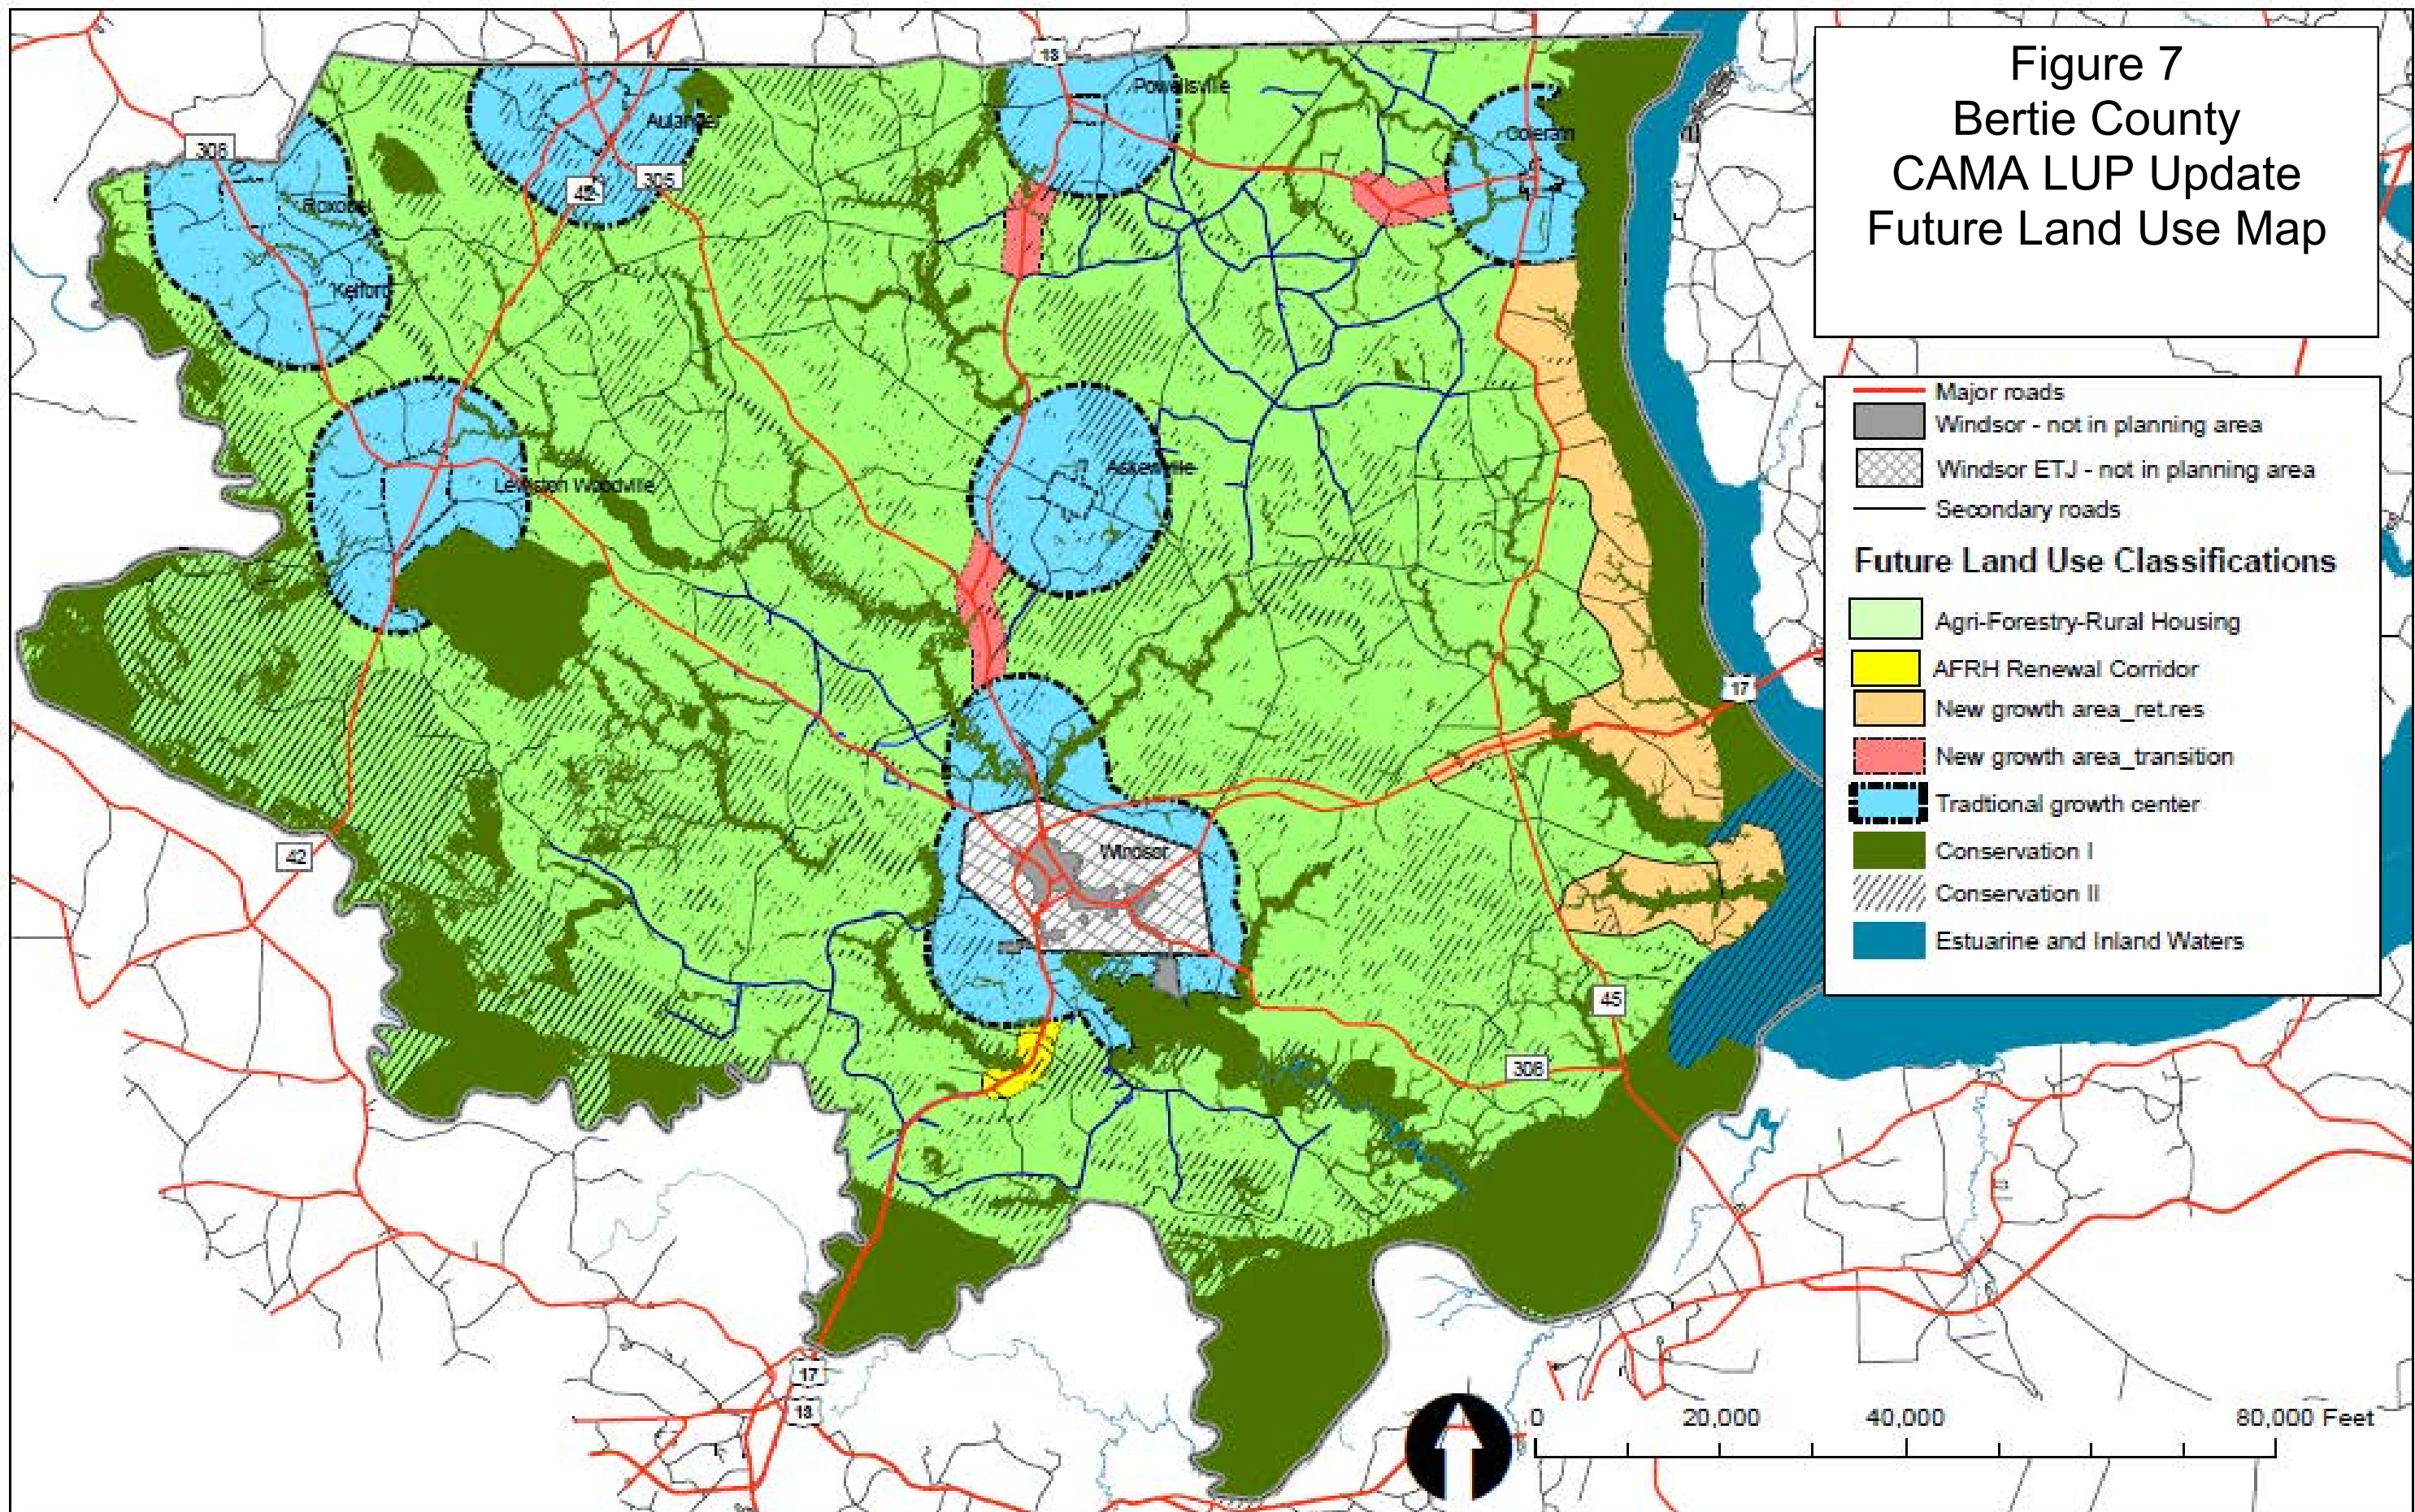 Figure 7
Bertie County
CAMA LUP Update
Future Land Use Map
Major roads
Windsor - not in planning area
Windsor ETJ - not in planning area
Secondary roads
Future Land Use Classifications
Agri-Forestry-Rural Housing
AFRH Renewal Corridor
New growth area_ret.res
New growth area_transition
Tradtional growth center
Conservation I
Conservation II
Estuarine and Inland Waters
13
Powellsville
Aulander
Colerain
308
42
305
Roxobel
Kelford
Askewville
Lewiston Woodville
17
Windsor
42
45
308
17
13
0 20,000 40,000 80,000 Feet